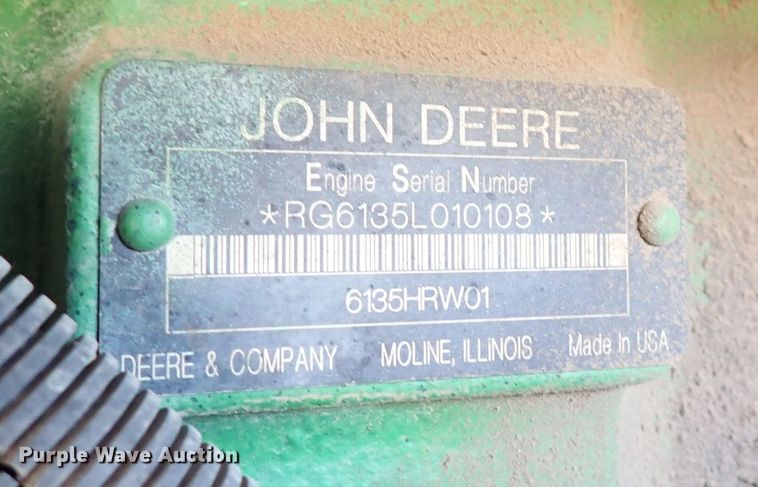 JOHN DEERE
Engine Serial Number
*RG6135L010108*
6135HRW01
DEERE & COMPANY MOLINE, ILLINOIS Made In USA
Purple Wave Auction